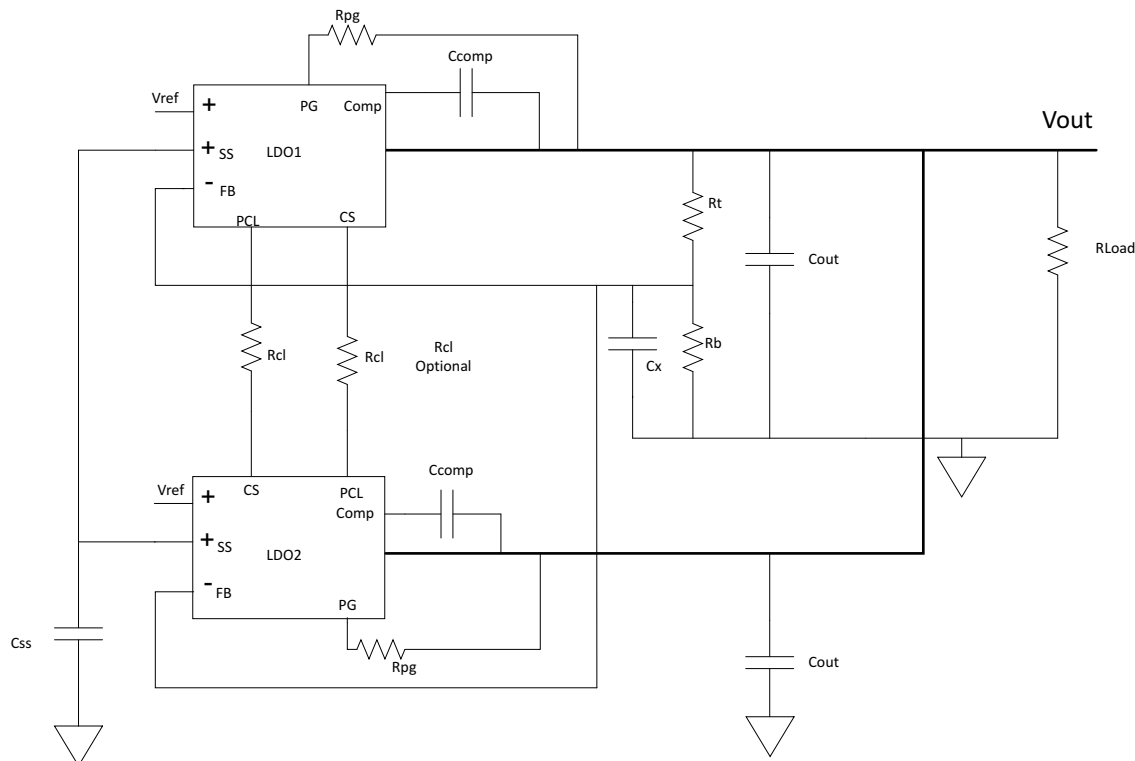 Rpg
Ccomp
Vref
+
PG
Comp
Vout
+
SS
LDO1
-
FB
PCL
CS
Rt
Cout
RLoad
Rcl
Rcl
Rcl
Optional
Cx
Rb
Ccomp
Vref
+
CS
PCL
Comp
+
SS
LDO2
-
FB
PG
Css
Rpg
Cout